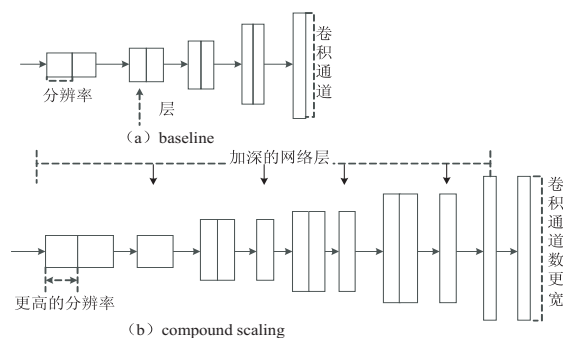 卷积通道
分辨率
层
（a）baseline
加深的网络层
卷积通道数更宽
更高的分辨率
（b）compound scaling